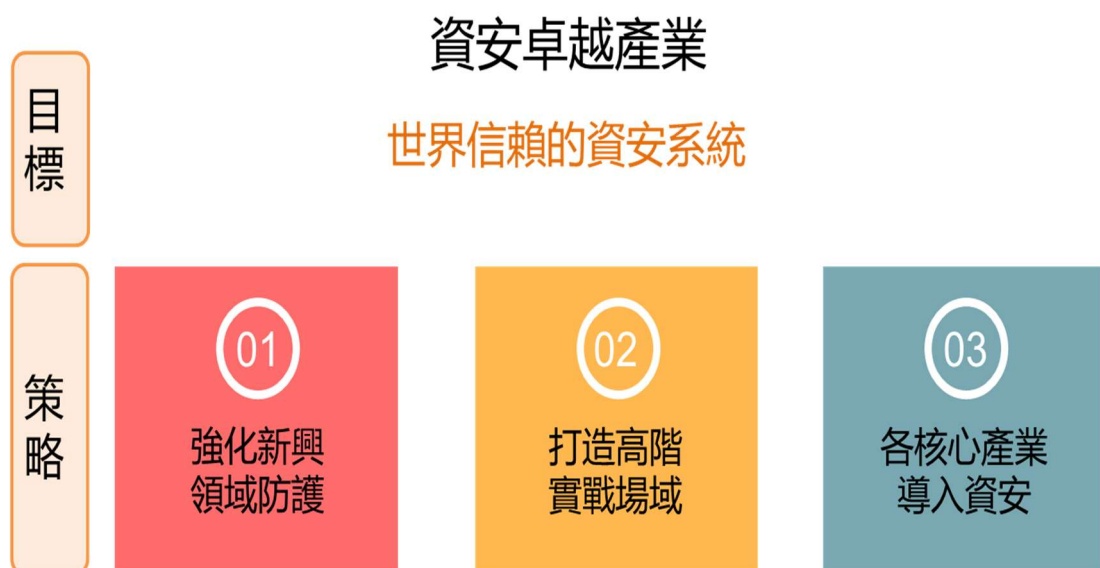 資安卓越產業
目標
世界信賴的資安系統
策略
01
強化新興
領域防護
02
打造高階
實戰場域
03
各核心產業
導入資安